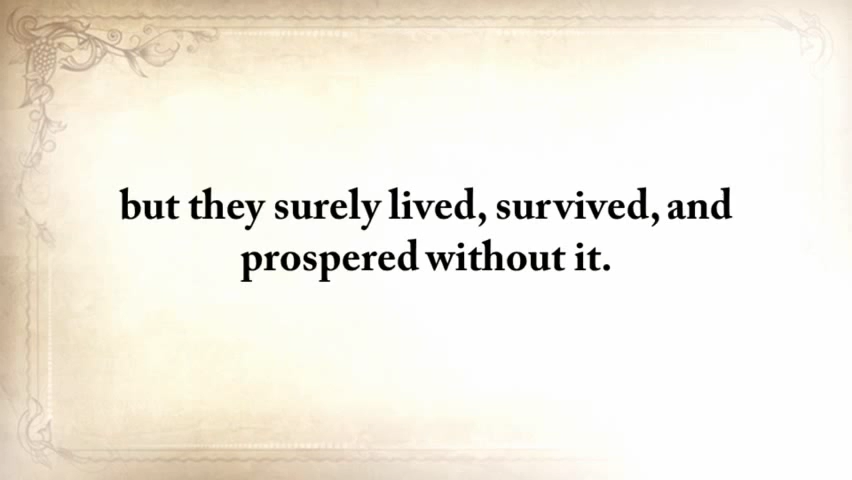 but they surely lived, survived, and
prospered without it.